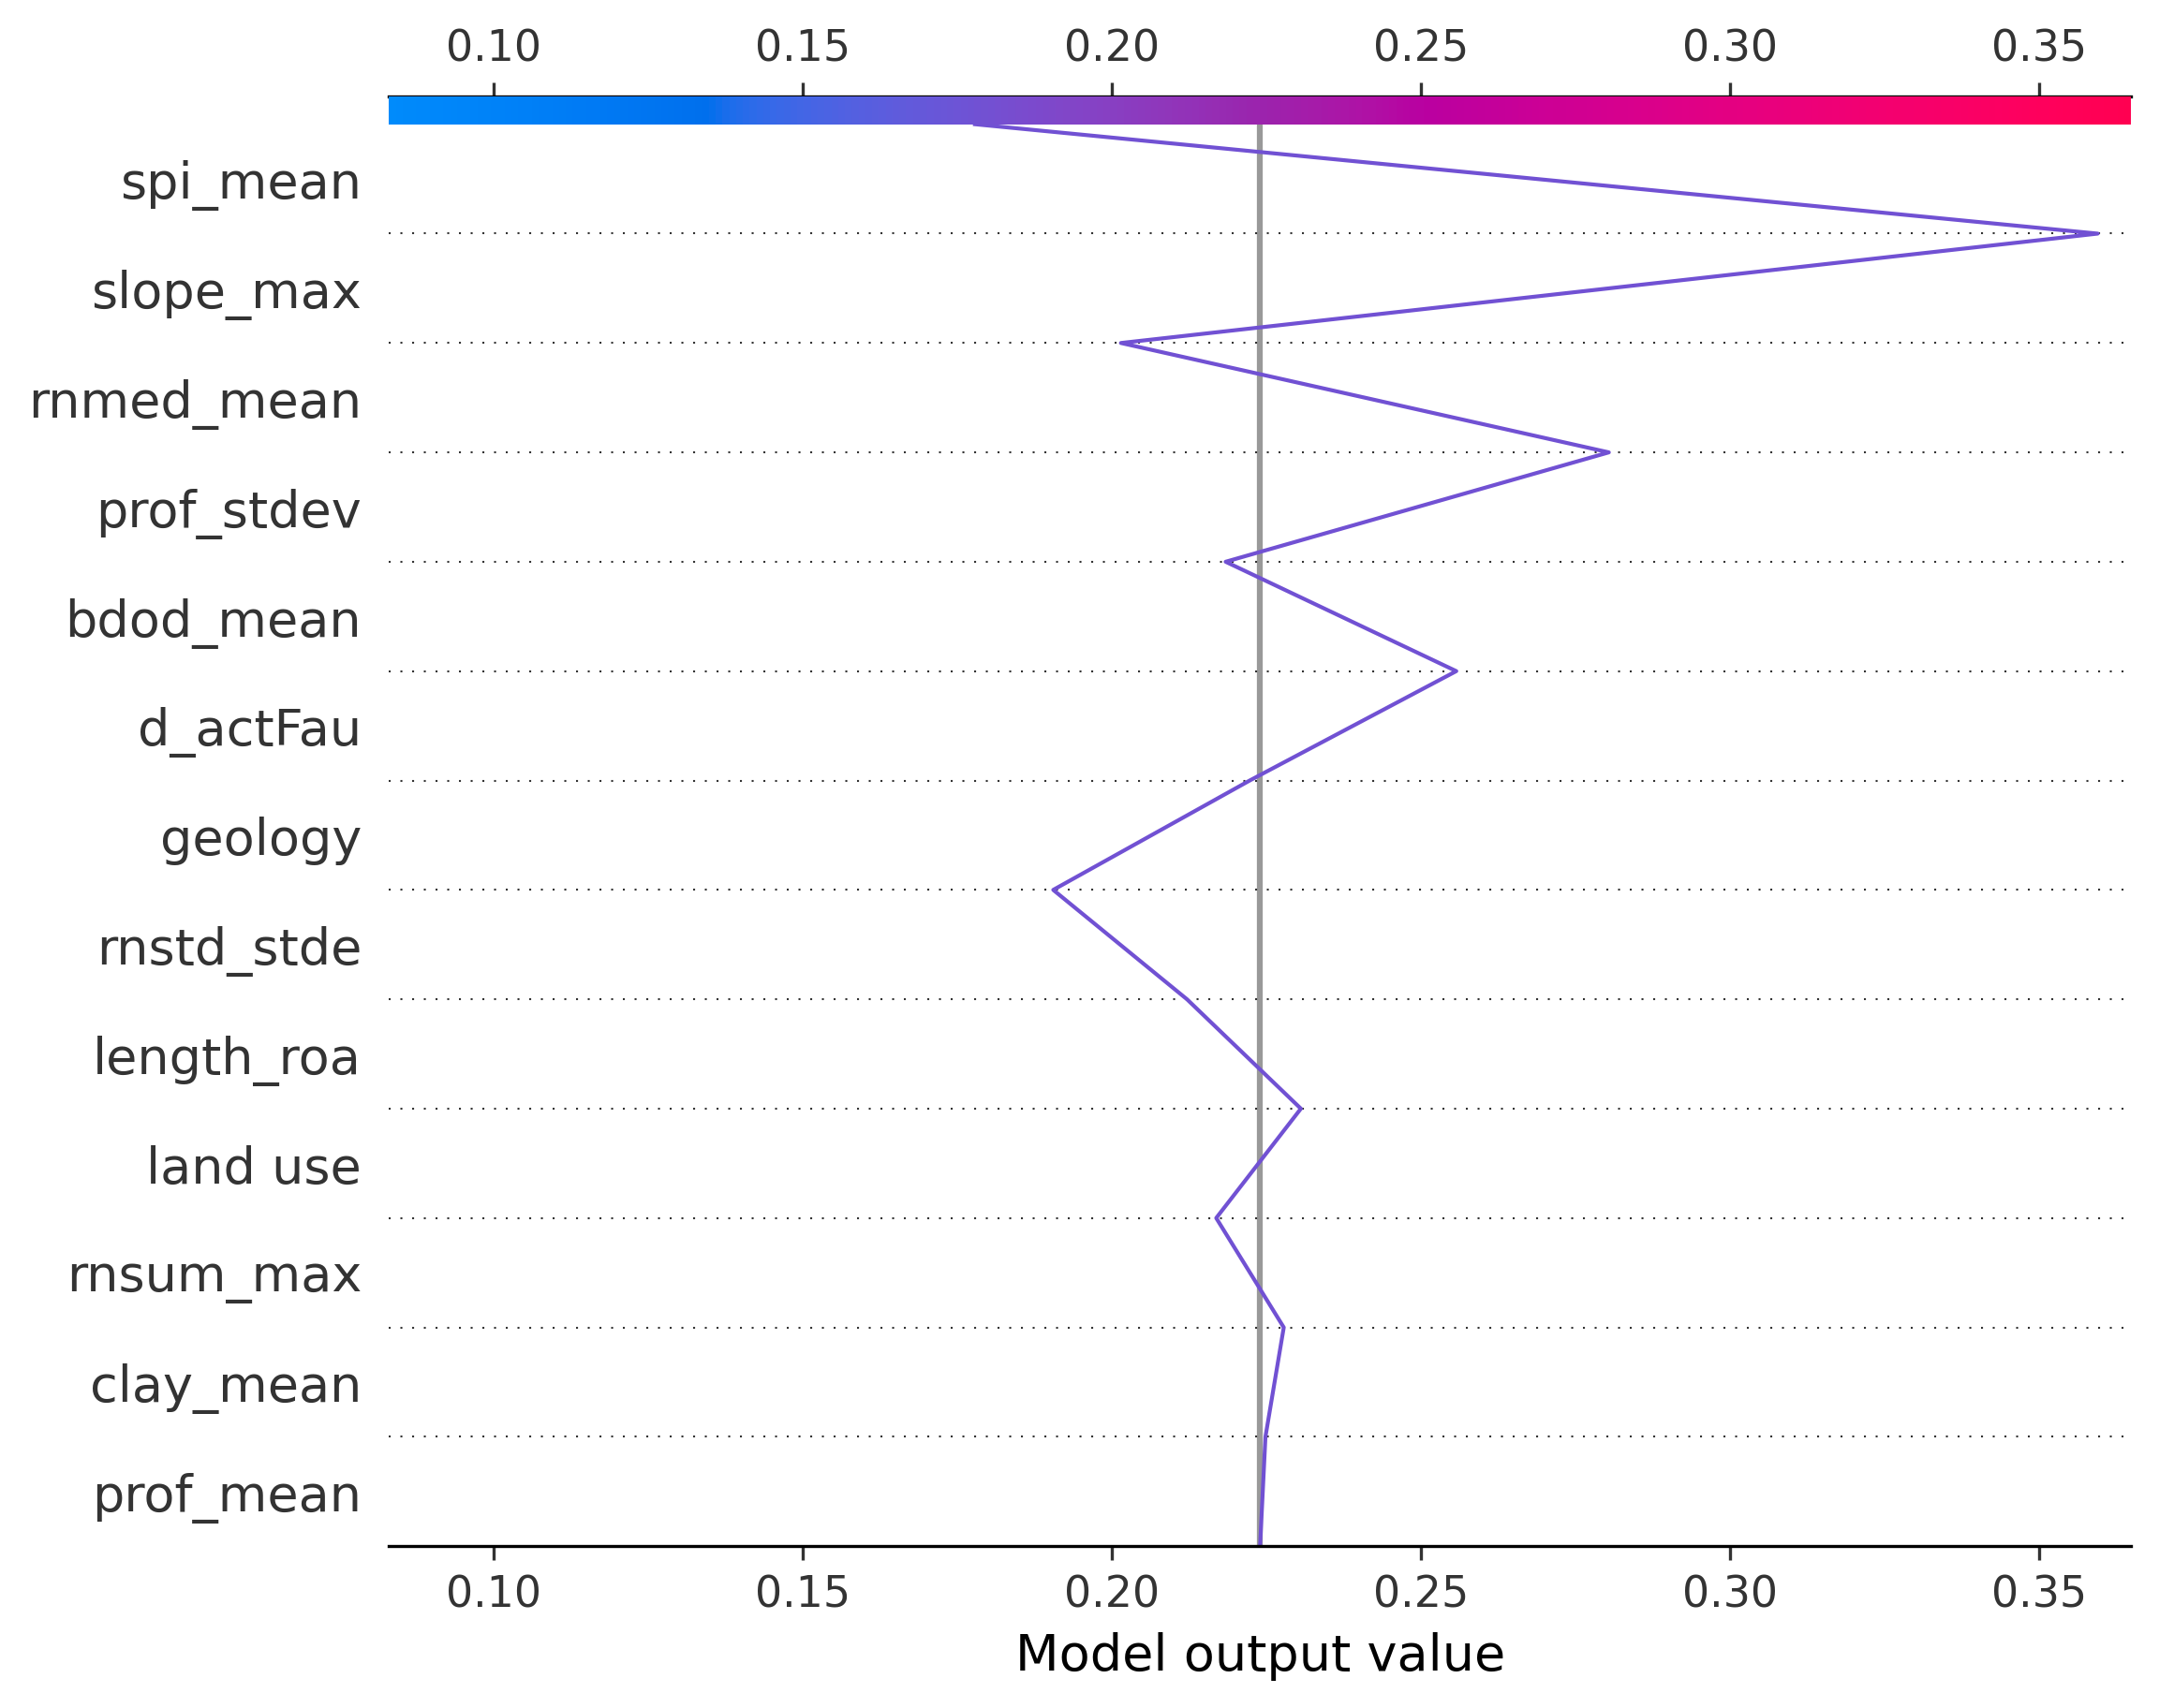 0.10 0.15 0.20 0.25 0.30 0.35
spi_mean
slope_max
rnmed_mean
prof_stdev
bdod_mean
d_actFau
geology
rnstd_stde
length_roa
land use
rnsum_max
clay_mean
prof_mean
0.10 0.15 0.20 0.25 0.30 0.35
Model output value